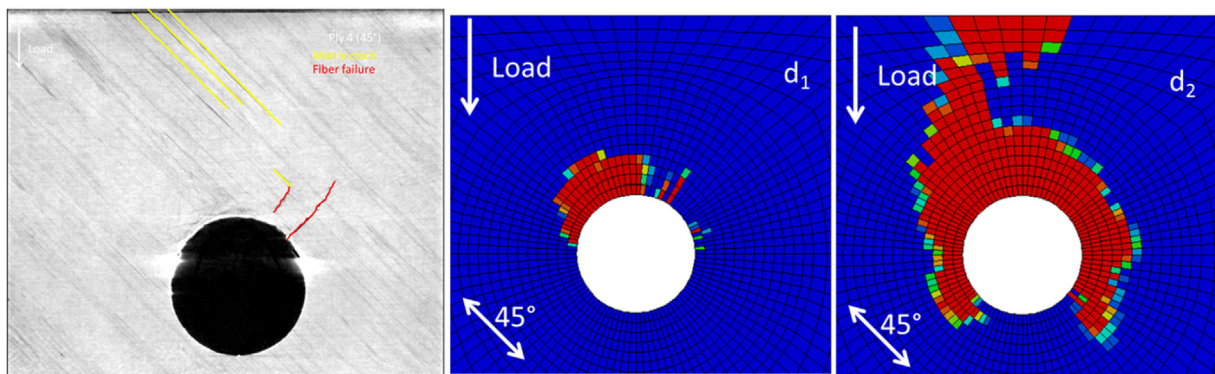 Ply 4 (45°)
Load
Matrix crack
Fiber failure
Load
d1
45°
Load
d2
45°